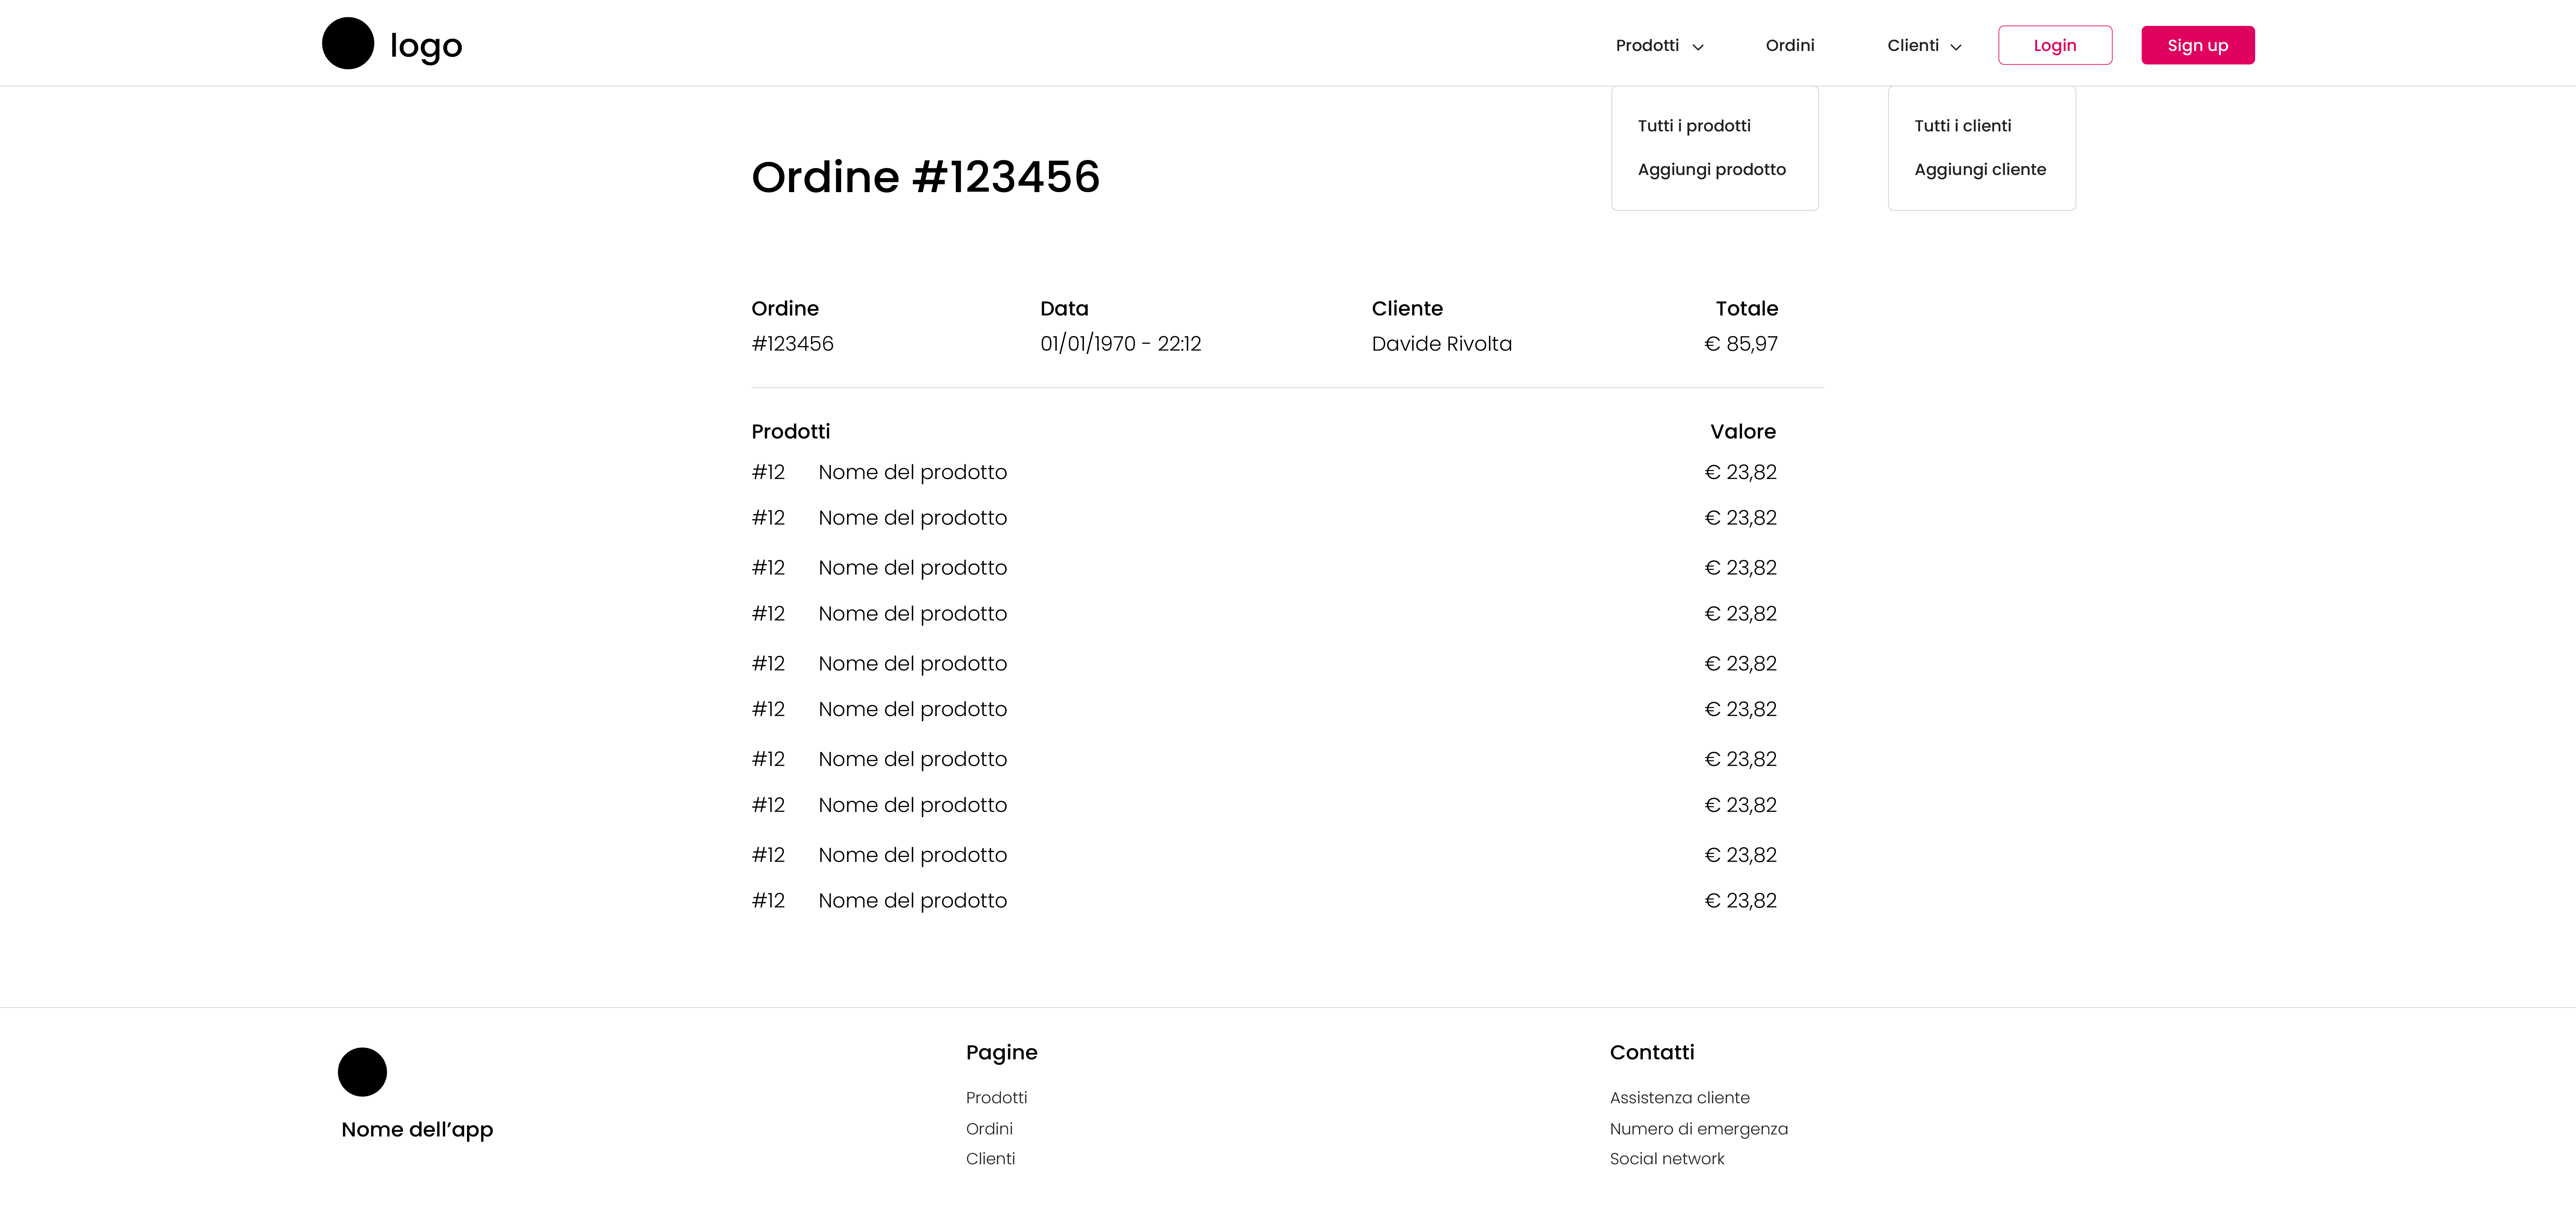 logo
Prodotti Ordini Clienti Login Sign up
Tutti i prodotti Tutti i clienti
Aggiungi prodotto Aggiungi cliente
Ordine #123456
Ordine Data Cliente Totale
#123456 01/01/1970 - 22:12 Davide Rivolta € 85,97
Prodotti Valore
#12 Nome del prodotto € 23,82
#12 Nome del prodotto € 23,82
#12 Nome del prodotto € 23,82
#12 Nome del prodotto € 23,82
#12 Nome del prodotto € 23,82
#12 Nome del prodotto € 23,82
#12 Nome del prodotto € 23,82
#12 Nome del prodotto € 23,82
#12 Nome del prodotto € 23,82
#12 Nome del prodotto € 23,82
Nome dell’app
Pagine
Prodotti
Ordini
Clienti
Contatti
Assistenza cliente
Numero di emergenza
Social network